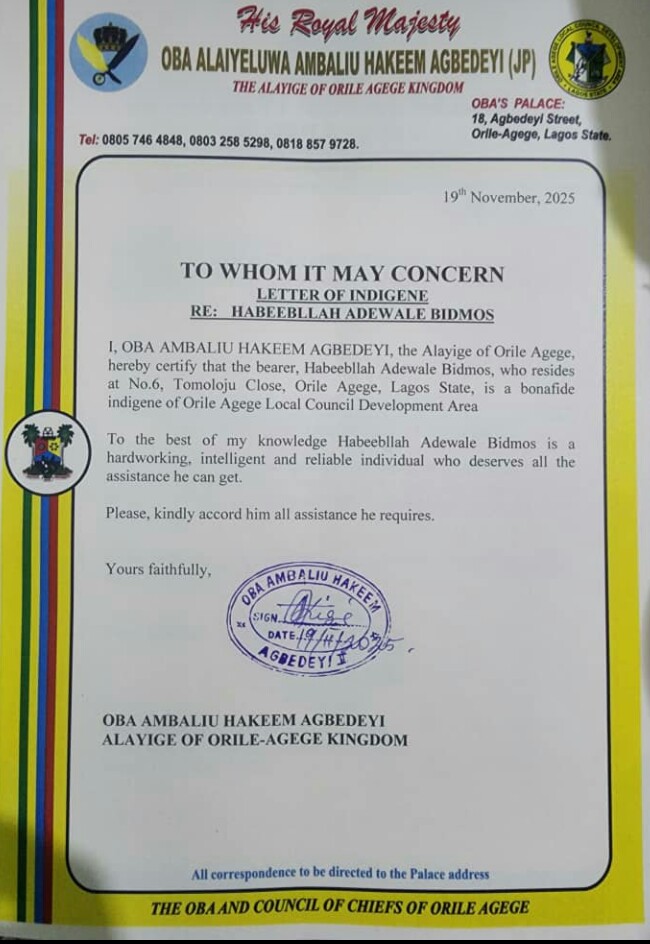 His Royal Majesty
OBA ALAIYELUWA AMBALIU HAKEEM AGBEDEYI (JP)
THE ALAYIGE OF ORILE AGEGE KINGDOM
OBA'S PALACE:
18, Agbedeyi Street,
Orile-Agege, Lagos State.
Tel: 0805 746 4848, 0803 258 5298, 0818 857 9728.
19th November, 2025
TO WHOM IT MAY CONCERN
LETTER OF INDIGENE
RE: HABEEBLLAH ADEWALE BIDMOS
I, OBA AMBALIU HAKEEM AGBEDEYI, the Alayige of Orile Agege,
hereby certify that the bearer, Habeebllah Adewale Bidmos, who resides
at No.6, Tomoloju Close, Orile Agege, Lagos State, is a bonafide
indigene of Orile Agege Local Council Development Area
To the best of my knowledge Habeebllah Adewale Bidmos is a
hardworking, intelligent and reliable individual who deserves all the
assistance he can get.
Please, kindly accord him all assistance he requires.
Yours faithfully,
OBA AMBALIU HAKEEM
SIGN.
DATE 19/11/2025.
AGBEDEYI II
OBA AMBALIU HAKEEM AGBEDEYI
ALAYIGE OF ORILE-AGEGE KINGDOM
All correspondence to be directed to the Palace address
THE OBA AND COUNCIL OF CHIEFS OF ORILE AGEGE